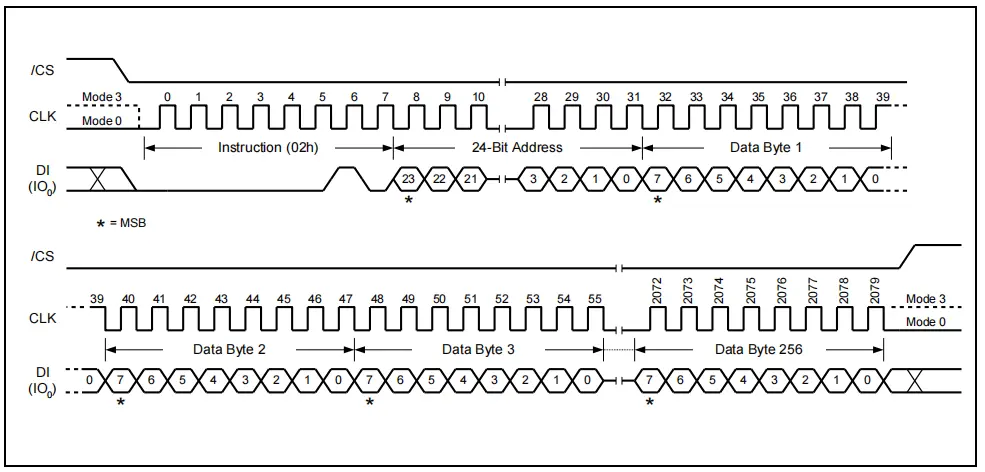 /CS
Mode 3 0 1 2 3 4 5 6 7 8 9 10 28 29 30 31 32 33 34 35 36 37 38 39
CLK
Mode 0
Instruction (02h) 24-Bit Address Data Byte 1
DI
(IO0) 23 22 21 3 2 1 0 7 6 5 4 3 2 1 0
* *
* = MSB
/CS
39 40 41 42 43 44 45 46 47 48 49 50 51 52 53 54 55 2072 2073 2074 2075 2076 2077 2078 2079 Mode 3
CLK Mode 0
Data Byte 2 Data Byte 3 Data Byte 256
DI
(IO0) 0 7 6 5 4 3 2 1 0 7 6 5 4 3 2 1 0 7 6 5 4 3 2 1 0
* * *